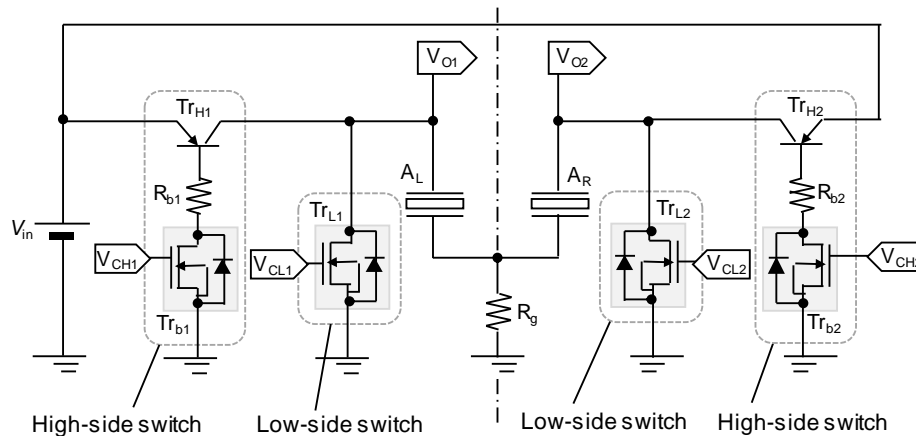 V_O1
V_O2
Tr_H1
Tr_H2
A_L
A_R
R_b1
R_b2
Tr_L1
Tr_L2
V_in
V_CH1
V_CL1
V_CL2
V_CH2
R_g
Tr_b1
Tr_b2
High-side switch
Low-side switch
Low-side switch
High-side switch